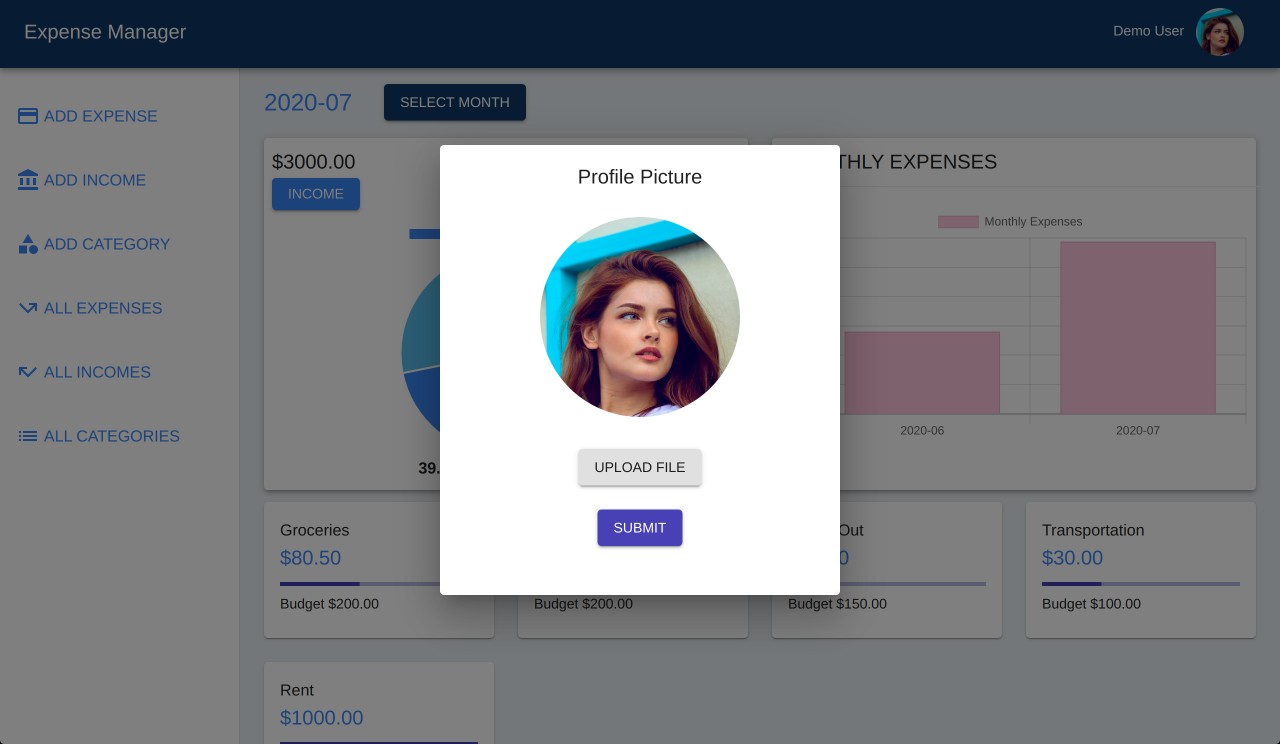 Expense Manager
Demo User
ADD EXPENSE
ADD INCOME
ADD CATEGORY
ALL EXPENSES
ALL INCOMES
ALL CATEGORIES
2020-07
SELECT MONTH
$3000.00
INCOME
39.
THLY EXPENSES
Monthly Expenses
2020-06
2020-07
Profile Picture
UPLOAD FILE
SUBMIT
Groceries
$80.50
Budget $200.00
Budget $200.00
Out
0
Budget $150.00
Transportation
$30.00
Budget $100.00
Rent
$1000.00